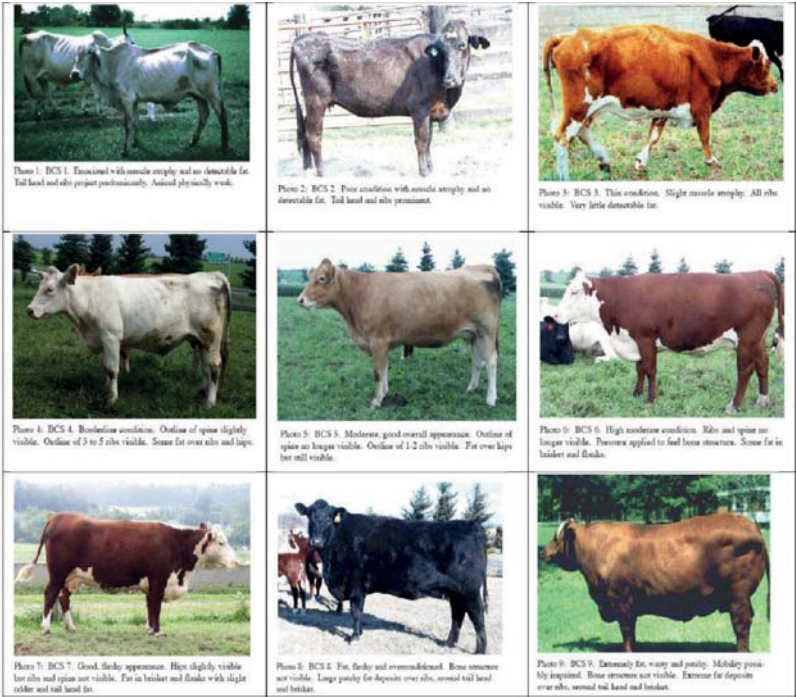 Photo 1: BCS 1. Emaciated with muscle atrophy and no detectable fat.
Tail head and ribs project predominantly. Animal physically weak.
Photo 2: BCS 2. Poor condition with muscle atrophy and no
detectable fat. Tail head and ribs prominent.
Photo 3: BCS 3. Thin condition. Slight muscle atrophy. All ribs
visible. Very little detectable fat.
Photo 4: BCS 4. Borderline condition. Outline of spine slightly
visible. Outline of 3 to 5 ribs visible. Some fat over ribs and hips.
Photo 5: BCS 5. Moderate, good overall appearance. Outline of
spine no longer visible. Outline of 1-2 ribs visible. Fat over hips
but still visible.
Photo 6: BCS 6. High moderate condition. Ribs and spine no
longer visible. Pressure applied to feel bone structure. Some fat in
brisket and flanks.
Photo 7: BCS 7. Good, fleshy appearance. Hips slightly visible
but ribs and spine not visible. Fat in brisket and flanks with slight
udder and tail head fat.
Photo 8: BCS 8. Fat, fleshy and overconditioned. Bone structure
not visible. Large patchy fat deposits over ribs, around tail head
and brisket.
Photo 9: BCS 9. Extremely fat, wasty and patchy. Mobility possi-
bly impaired. Bone structure not visible. Extreme fat deposits
over ribs, around tail head and brisket.